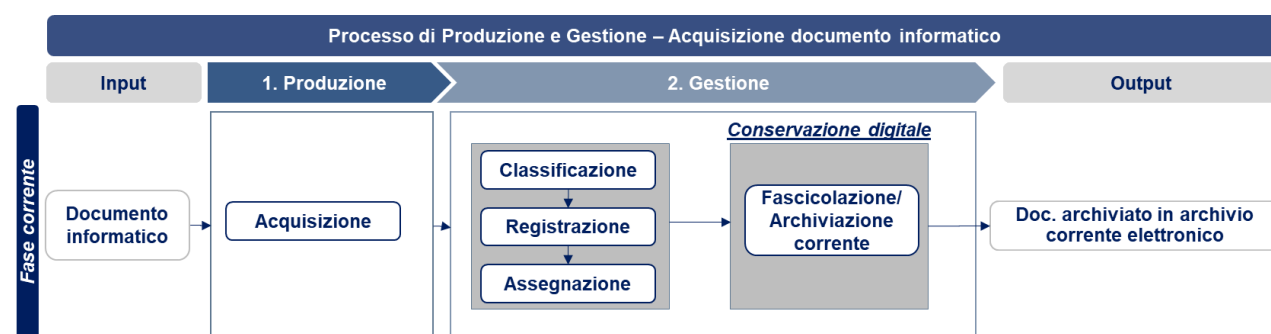 Processo di Produzione e Gestione – Acquisizione documento informatico
Input
1. Produzione
2. Gestione
Output
Fase corrente
Documento
informatico
Acquisizione
Classificazione
Registrazione
Assegnazione
Conservazione digitale
Fascicolazione/
Archiviazione
corrente
Doc. archiviato in archivio
corrente elettronico